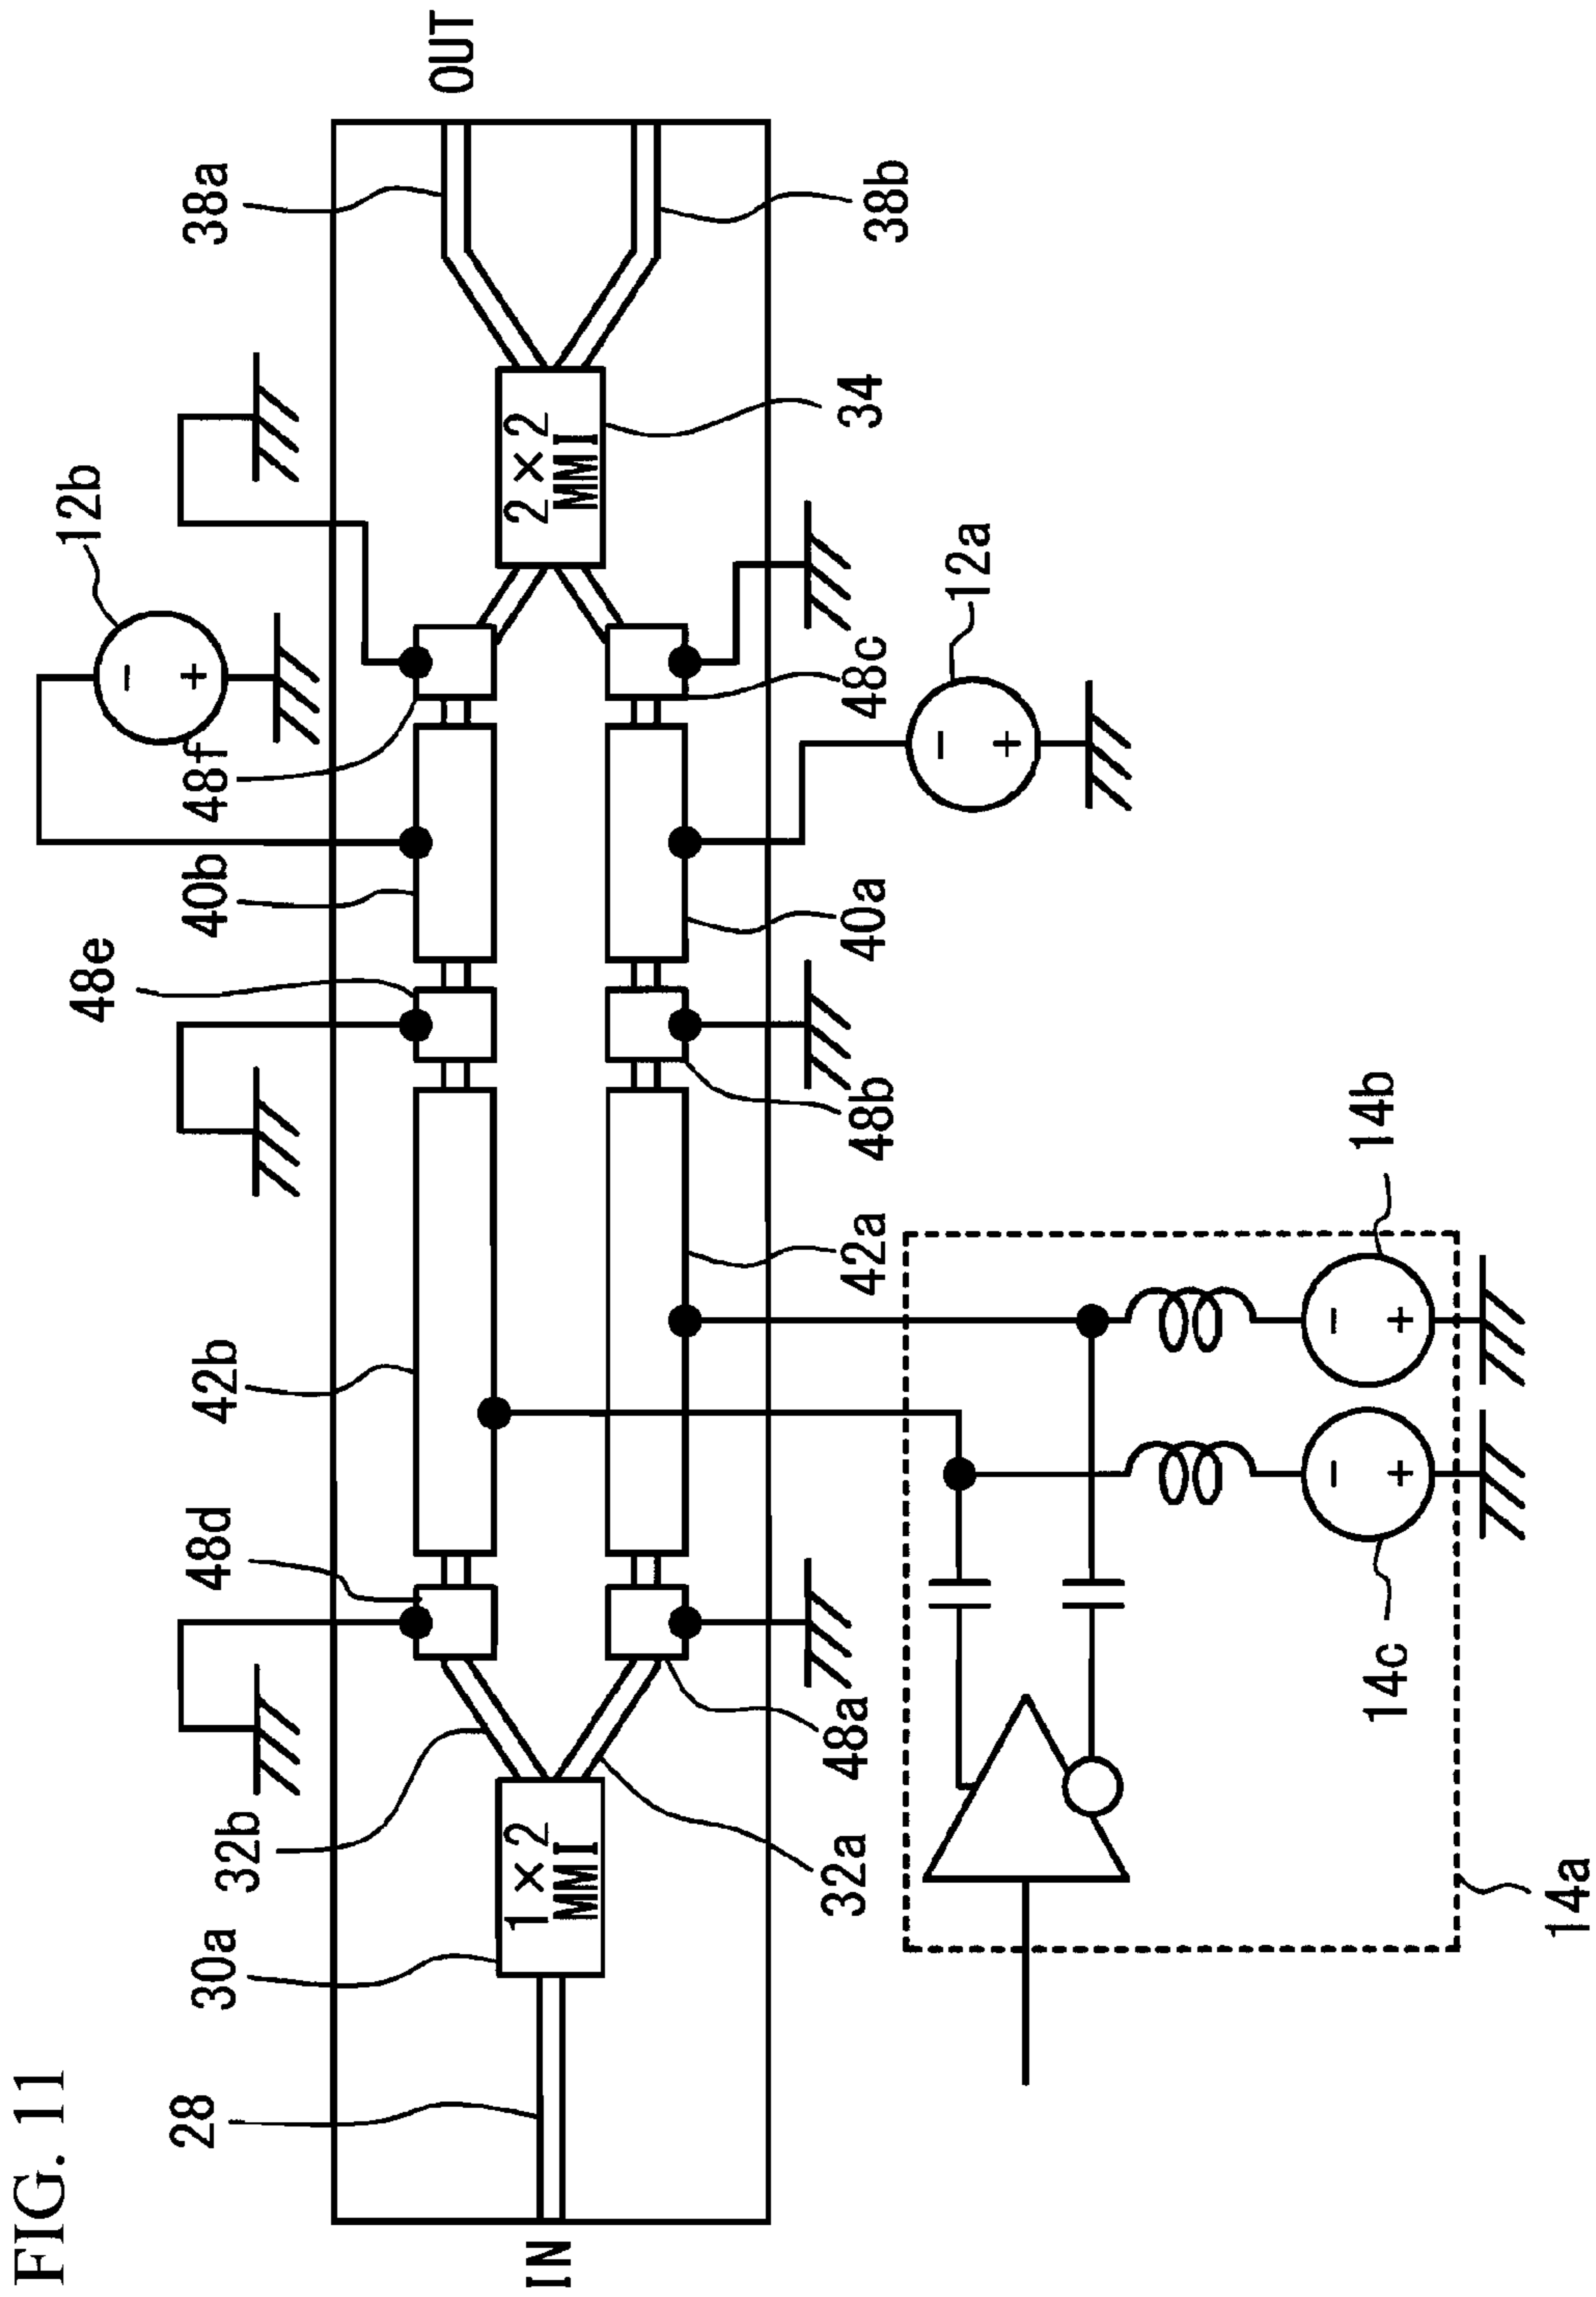 FIG. 11
12b
48e
40b
48f
38a
28
30a
32b
48d
42b
IN
1×2
MMI
2×2
MMI
OUT
32a
48a
42a
48b
40a
48c
34
38b
12a
-
+
-
+
14a
14c
14b
-
+
-
+